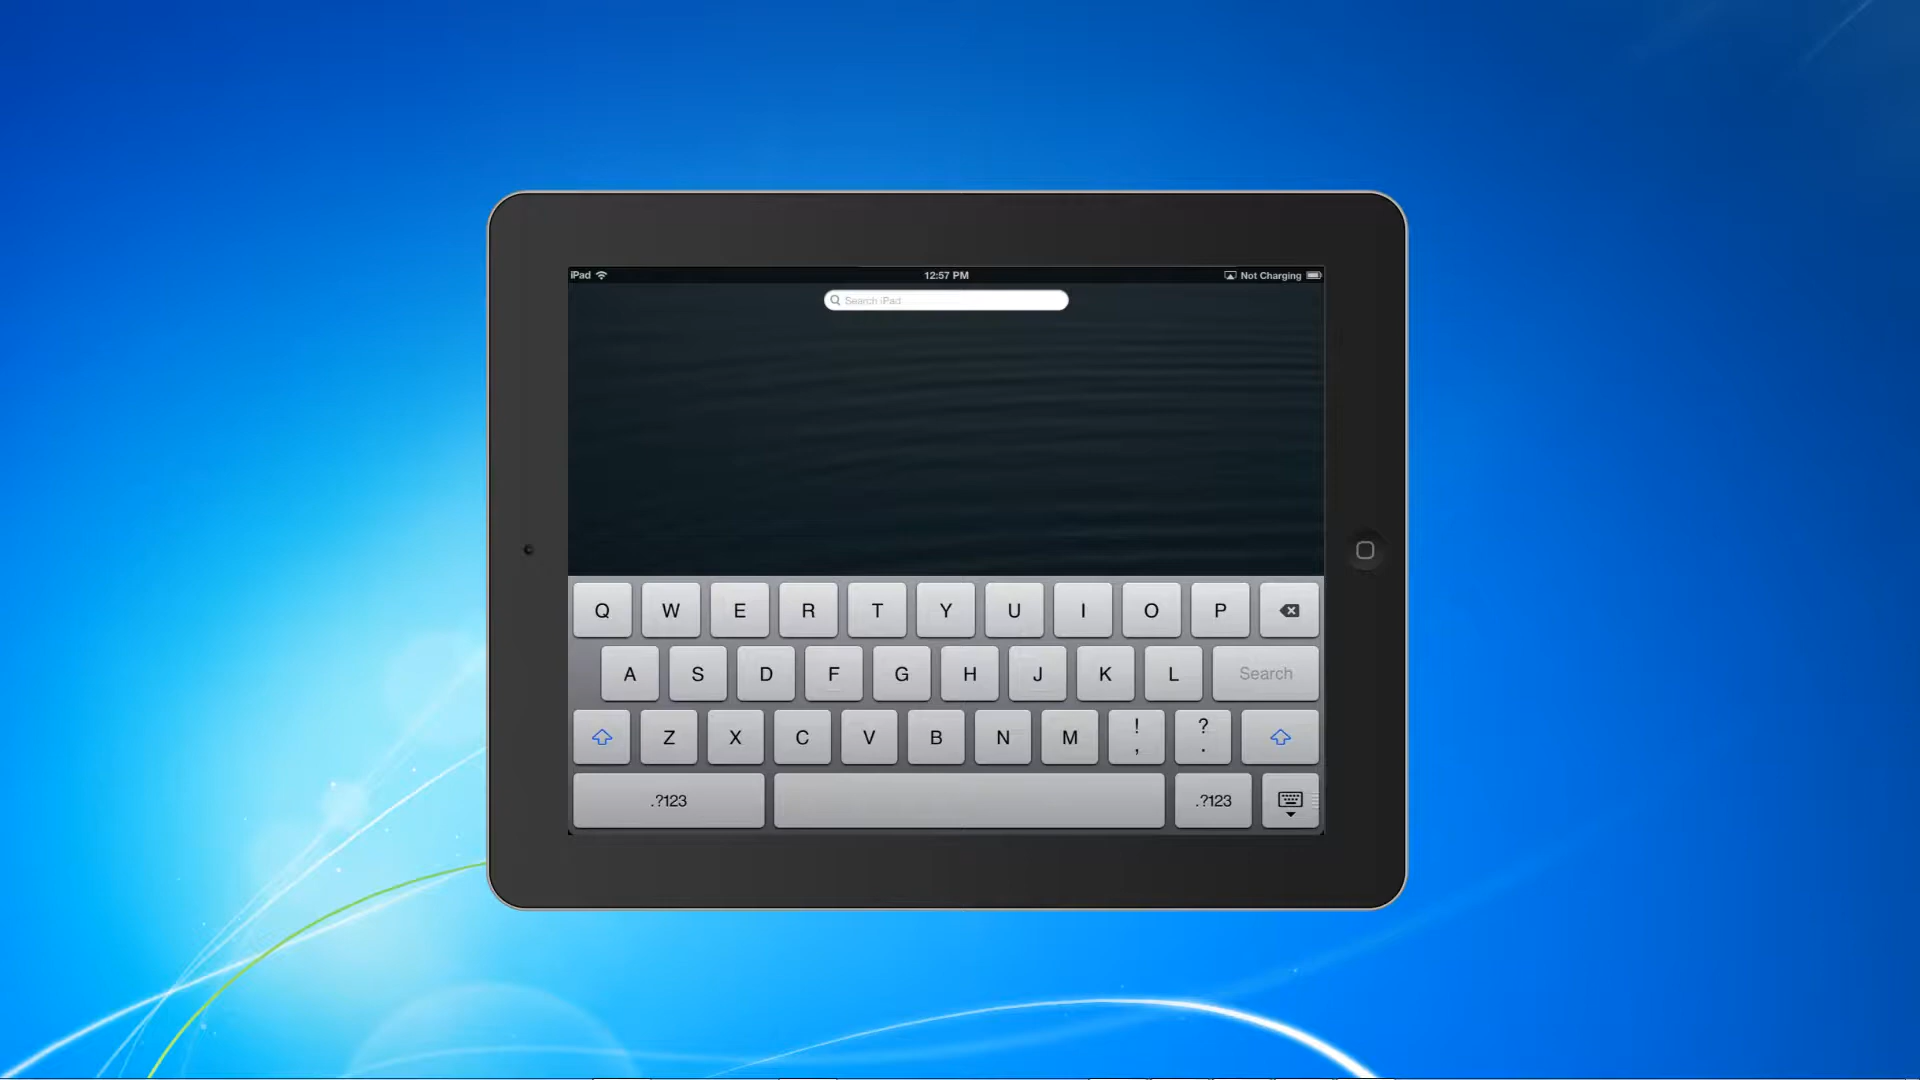 iPad 12:57 PM Not Charging
Search iPad
Q W E R T Y U I O P
A S D F G H J K L Search
Z X C V B N M ! , ? .
.?123 .?123